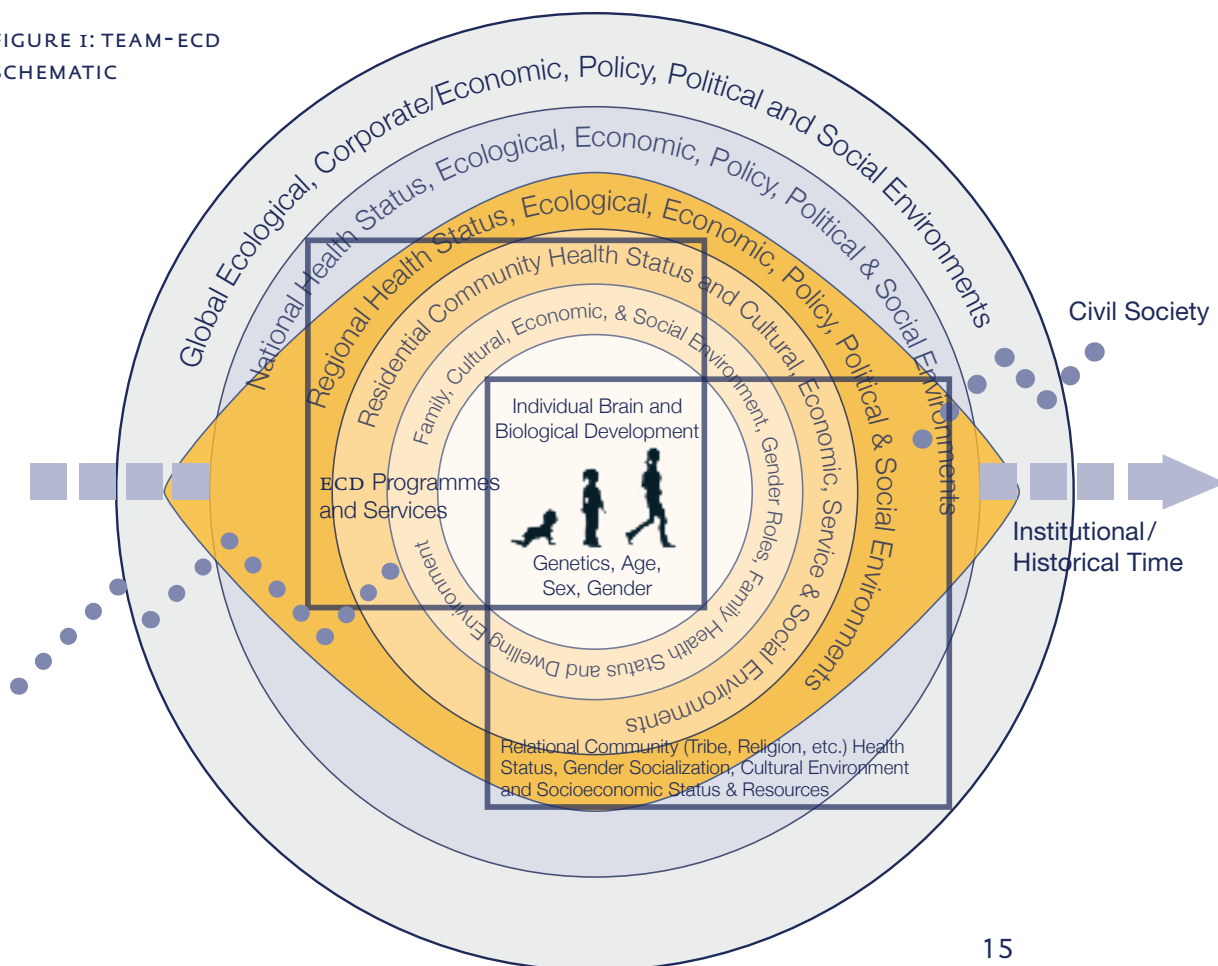 FIGURE I: TEAM-ECD
SCHEMATIC
Global Ecological, Corporate/Economic, Policy, Political and Social Environments
National Health Status, Ecological, Economic, Policy, Political & Social Environments
Regional Health Status, Ecological, Economic, Policy, Political & Social Environments
Residential Community Health Status and Cultural, Economic, Service & Social Environments
Family, Cultural, Economic, & Social Environment, Gender Roles, Family Health Status and Dwelling Environment
Civil Society
Individual Brain and
Biological Development
ECD Programmes
and Services
Genetics, Age,
Sex, Gender
Institutional/
Historical Time
Relational Community (Tribe, Religion, etc.) Health
Status, Gender Socialization, Cultural Environment
and Socioeconomic Status & Resources
15